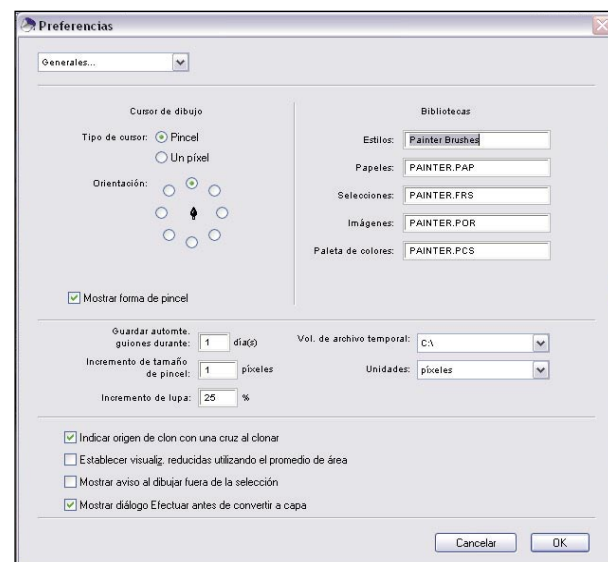 Preferencias
Generales...
Cursor de dibujo
Tipo de cursor: Pincel
Un píxel
Orientación:
Mostrar forma de pincel
Bibliotecas
Estilos: Painter Brushes
Papeles: PAINTER.PAP
Selecciones: PAINTER.FRS
Imágenes: PAINTER.POR
Paleta de colores: PAINTER.PCS
Guardar automte.
guiones durante: 1 día(s)
Incremento de tamaño
de pincel: 1 píxeles
Incremento de lupa: 25 %
Vol. de archivo temporal: C:\
Unidades: píxeles
Indicar origen de clon con una cruz al clonar
Establecer visualiz. reducidas utilizando el promedio de área
Mostrar aviso al dibujar fuera de la selección
Mostrar diálogo Efectuar antes de convertir a capa
Cancelar OK